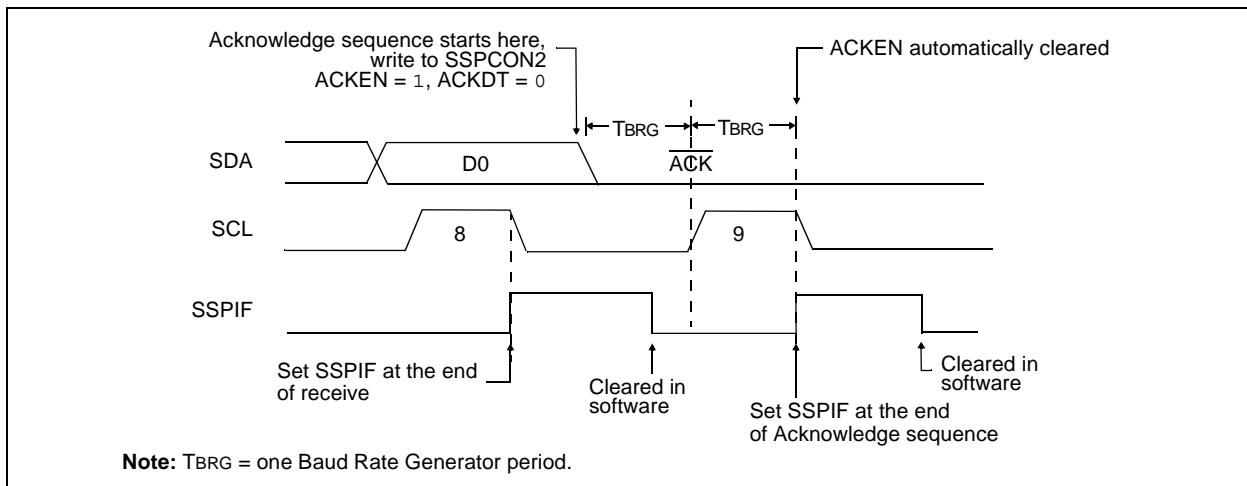 Acknowledge sequence starts here,
write to SSPCON2
ACKEN = 1, ACKDT = 0
ACKEN automatically cleared
TBRG
TBRG
SDA
D0
ACK
SCL
8
9
SSPIF
Set SSPIF at the end
of receive
Cleared in
software
Set SSPIF at the end
of Acknowledge sequence
Cleared in
software
Note: TBRG = one Baud Rate Generator period.